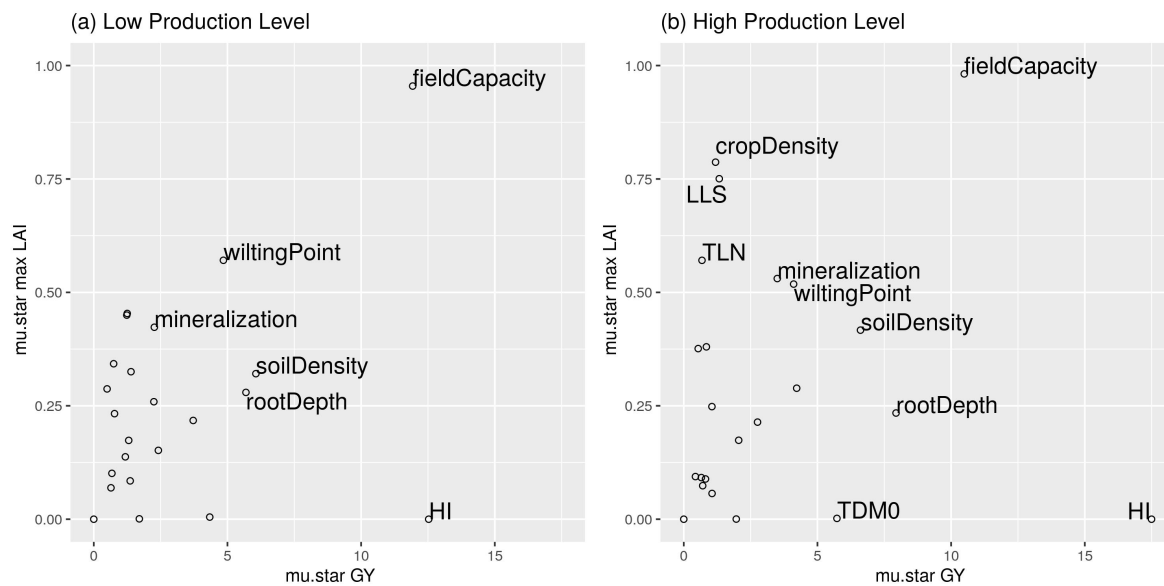 (a) Low Production Level
mu.star max LAI
1.00
0.75
0.50
0.25
0.00
fieldCapacity
wiltingPoint
mineralization
soilDensity
rootDepth
HI
0
5
10
15
mu.star GY
(b) High Production Level
mu.star max LAI
1.00
0.75
0.50
0.25
0.00
fieldCapacity
cropDensity
LLS
TLN
mineralization
wiltingPoint
soilDensity
rootDepth
TDM0
HI
0
5
10
15
mu.star GY